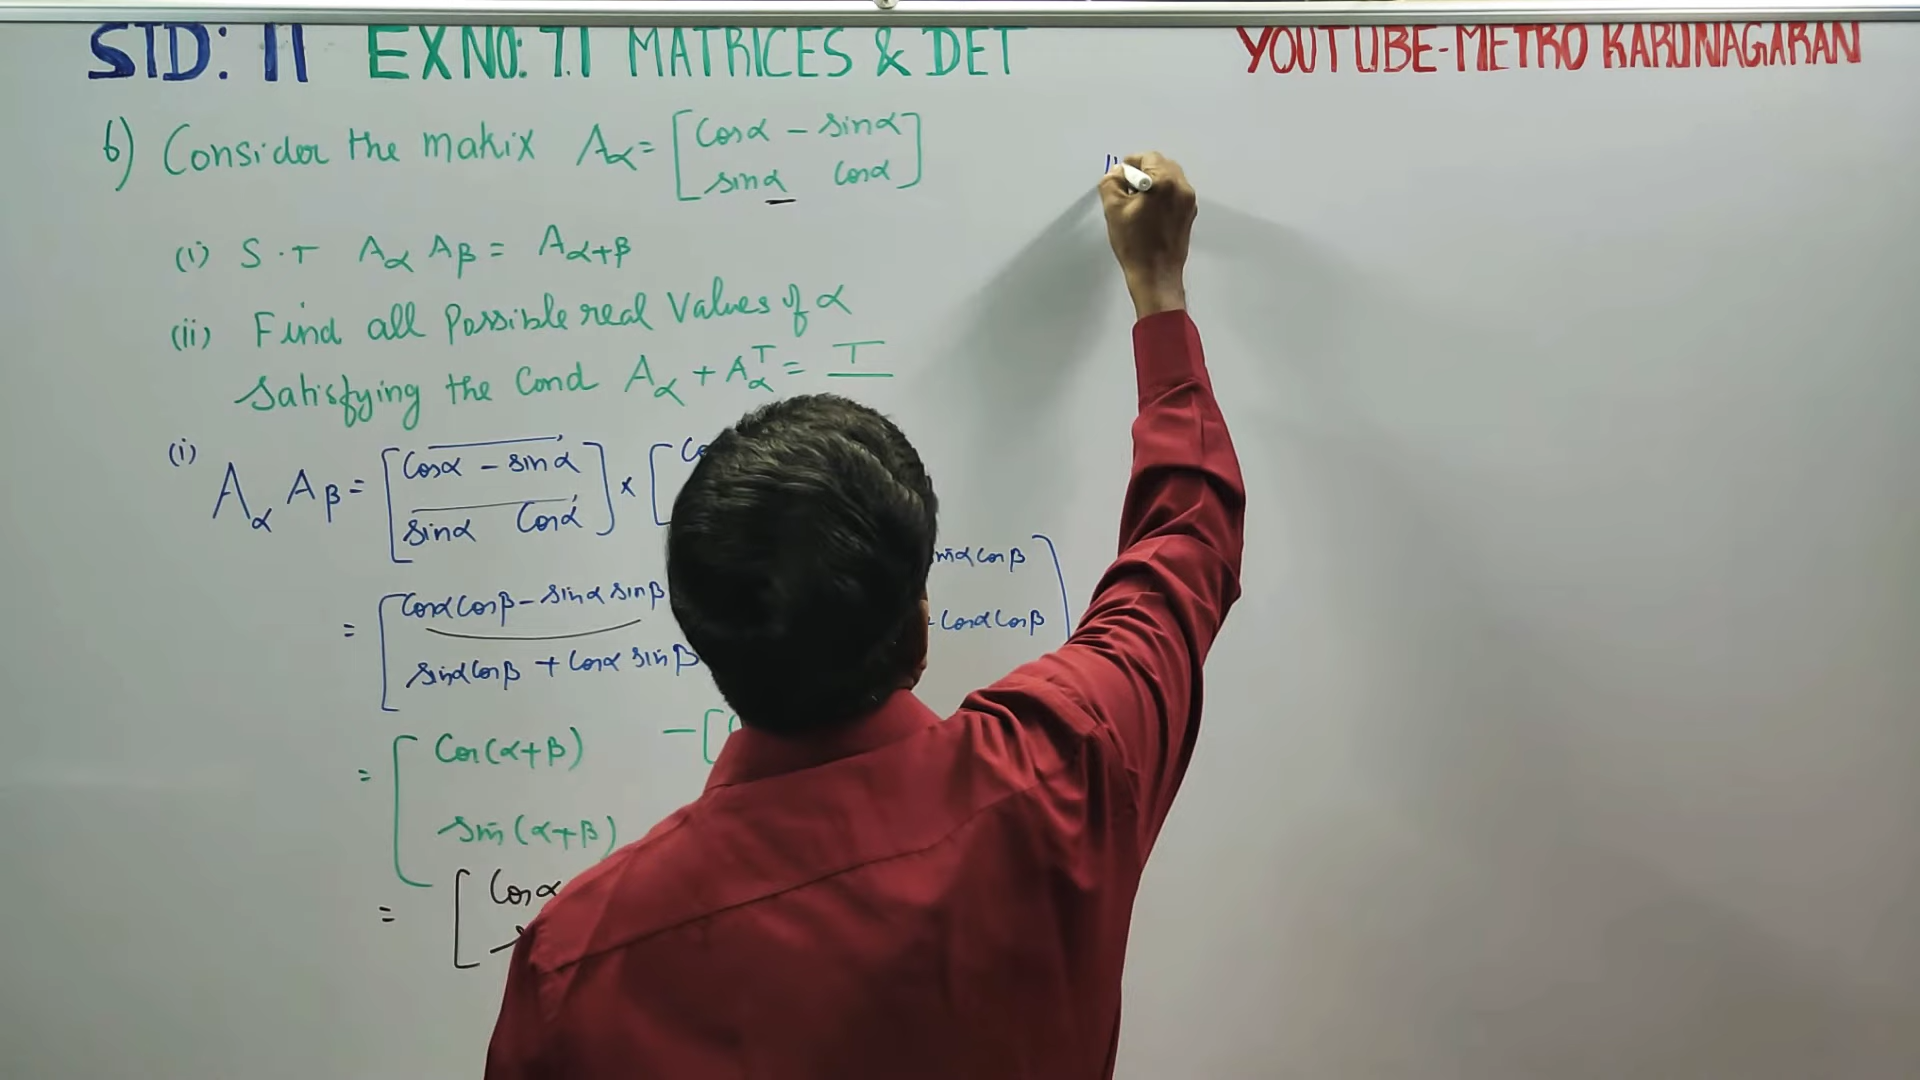 STD: 11 EX NO: 7.1 MATRICES & DET
YOUTUBE-METRO KARUNAGARAN
6) Consider the matrix Aα = [cosα - sinα
sinα cosα]
(i) S.T Aα Aβ = Aα+β
(ii) Find all Possible real Values of α
Satisfying the Cond Aα + Aα^T = I
(i)
Aα Aβ = [cosα - sinα
sinα cosα] × [
= [cosα cosβ - sinα sinβ sinα cosβ
sinα cosβ + cosα sinβ cosα cosβ]
= [cos(α+β) -[
sin(α+β)
= [cosα